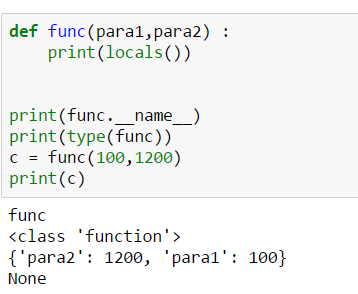 def func(para1,para2) :
    print(locals())
print(func.__name__)
print(type(func))
c = func(100,1200)
print(c)
func
<class 'function'>
{'para2': 1200, 'para1': 100}
None